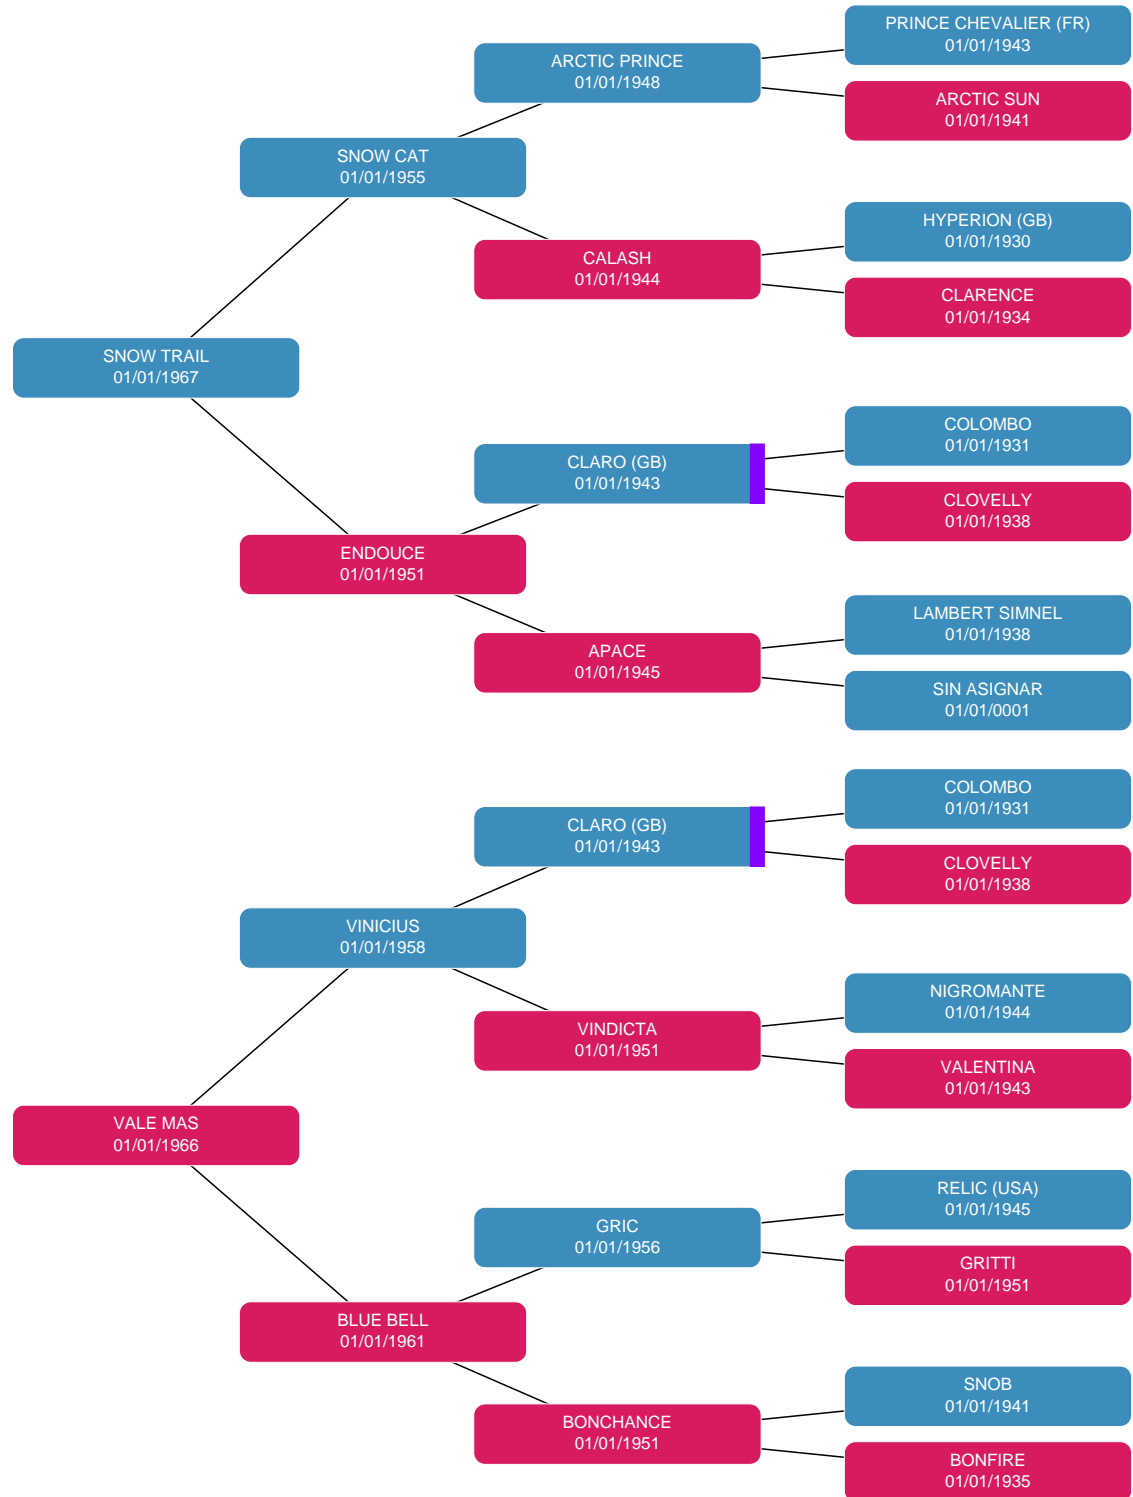 PRINCE CHEVALIER (FR)
01/01/1943
ARCTIC PRINCE
01/01/1948
ARCTIC SUN
01/01/1941
SNOW CAT
01/01/1955
HYPERION (GB)
01/01/1930
CALASH
01/01/1944
CLARENCE
01/01/1934
SNOW TRAIL
01/01/1967
COLOMBO
01/01/1931
CLARO (GB)
01/01/1943
CLOVELLY
01/01/1938
ENDOUCE
01/01/1951
LAMBERT SIMNEL
01/01/1938
APACE
01/01/1945
SIN ASIGNAR
01/01/0001
COLOMBO
01/01/1931
CLARO (GB)
01/01/1943
CLOVELLY
01/01/1938
VINICIUS
01/01/1958
NIGROMANTE
01/01/1944
VINDICTA
01/01/1951
VALENTINA
01/01/1943
VALE MAS
01/01/1966
RELIC (USA)
01/01/1945
GRIC
01/01/1956
GRITTI
01/01/1951
BLUE BELL
01/01/1961
SNOB
01/01/1941
BONCHANCE
01/01/1951
BONFIRE
01/01/1935